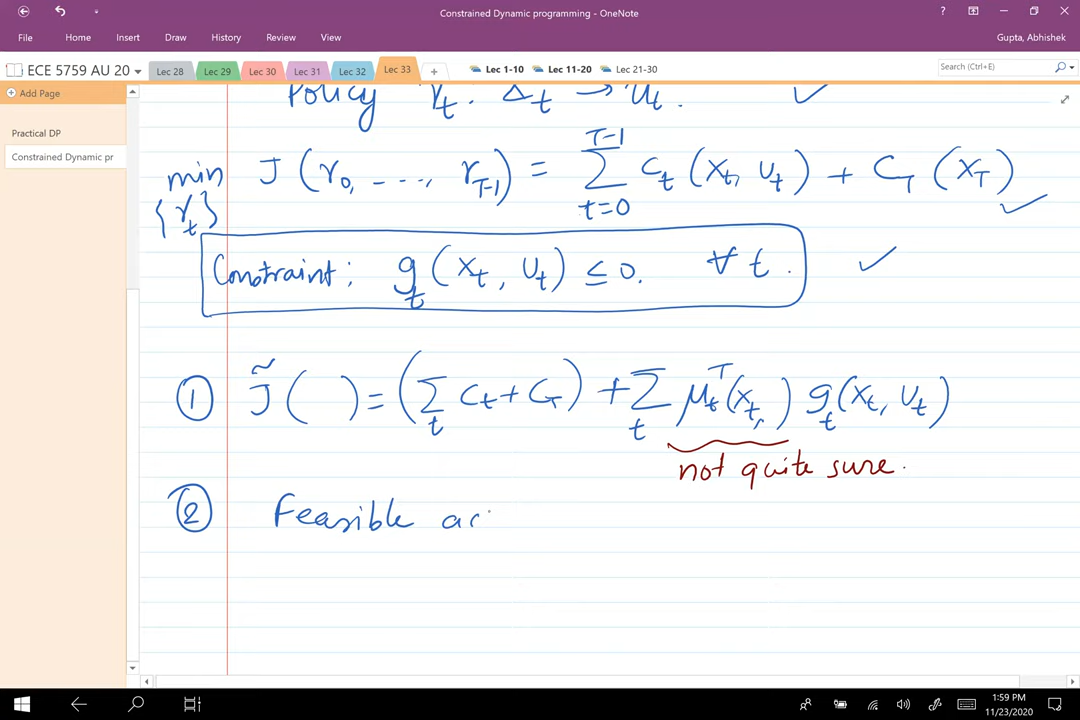 Constrained Dynamic programming - OneNote
File Home Insert Draw History Review View
Gupta, Abhishek
ECE 5759 AU 20 Lec 28 Lec 29 Lec 30 Lec 31 Lec 32 Lec 33 + Lec 1-10 Lec 11-20 Lec 21-30
Search (Ctrl+E)
Add Page
Practical DP
Constrained Dynamic pr
Policy γ_t : Δ_t → U_t. ✓
min_{γ_t} J(γ_0, ..., γ_{T-1}) = Σ_{t=0}^{T-1} C_t(X_t, U_t) + C_T(X_T) ✓
Constraint: g_t(X_t, U_t) ≤ 0. ∀ t. ✓
① J̃( ) = (Σ_t C_t + C_T) + Σ_t μ_t^T(X_t, ) g_t(X_t, U_t)
not quite sure.
② Feasible ac
1:59 PM
11/23/2020